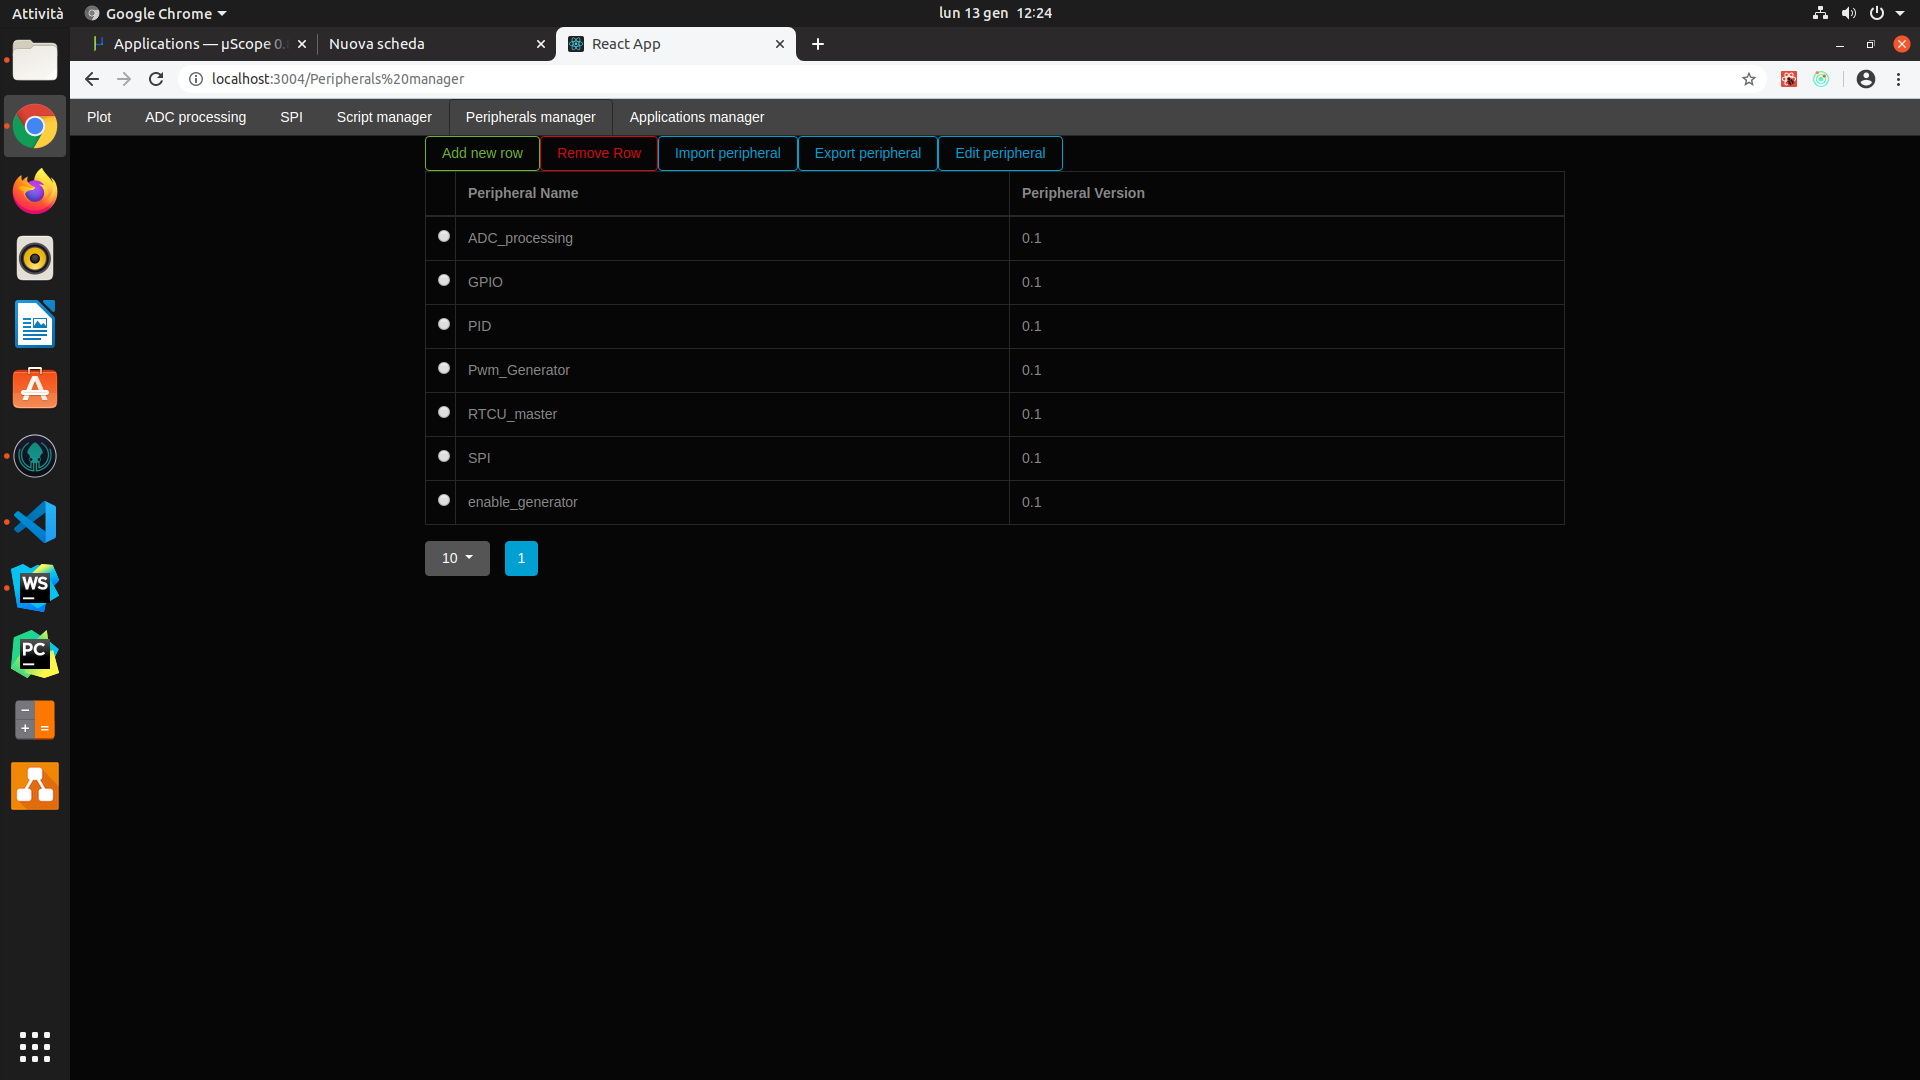 Attività Google Chrome lun 13 gen 12:24
Applications — μScope 0. Nuova scheda React App
localhost:3004/Peripherals%20manager
Plot ADC processing SPI Script manager Peripherals manager Applications manager
Add new row Remove Row Import peripheral Export peripheral Edit peripheral
Peripheral Name Peripheral Version
ADC_processing 0.1
GPIO 0.1
PID 0.1
Pwm_Generator 0.1
RTCU_master 0.1
SPI 0.1
enable_generator 0.1
10 1
WS
PC